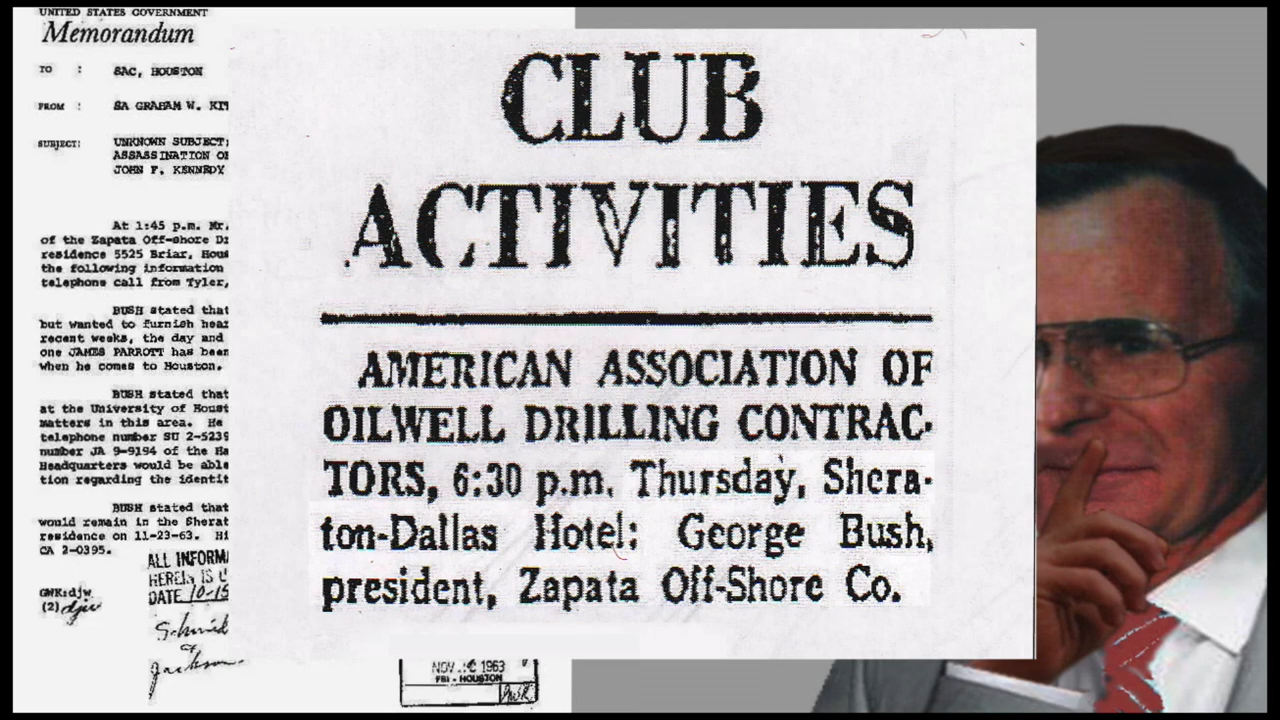 UNITED STATES GOVERNMENT
Memorandum
TO :
SAC, HOUSTON
FROM :
SA GRAHAM W.
SUBJECT:
UNKNOWN SUBJECT;
ASSASSINATION
JOHN F. KENNEDY
At 1:45 p.m. Mr.
of the Zapata Off-Shore
residence 5525 Briar,
the following information
telephone call from Tyler,
BUSH stated that
but wanted to furnish
recent weeks, the day and
one JAMES PARROTT has been
when he comes to Houston.
BUSH stated that
at the University of
matters in this area. He
telephone number SU 2-5239
number JA 9-9194 of the
Headquarters would be able
tion regarding the
BUSH stated that
would remain in the
residence on 11-23-63.
CA 2-0395.
ALL
HEREIN IS
DATE 10-15
GWK:djw
(2) djw
CLUB
ACTIVITIES
AMERICAN ASSOCIATION OF
OILWELL DRILLING CONTRAC-
TORS, 6:30 p.m. Thursday, Shera-
ton-Dallas Hotel: George Bush,
president, Zapata Off-Shore Co.
NOV 1963
FBI - HOUSTON